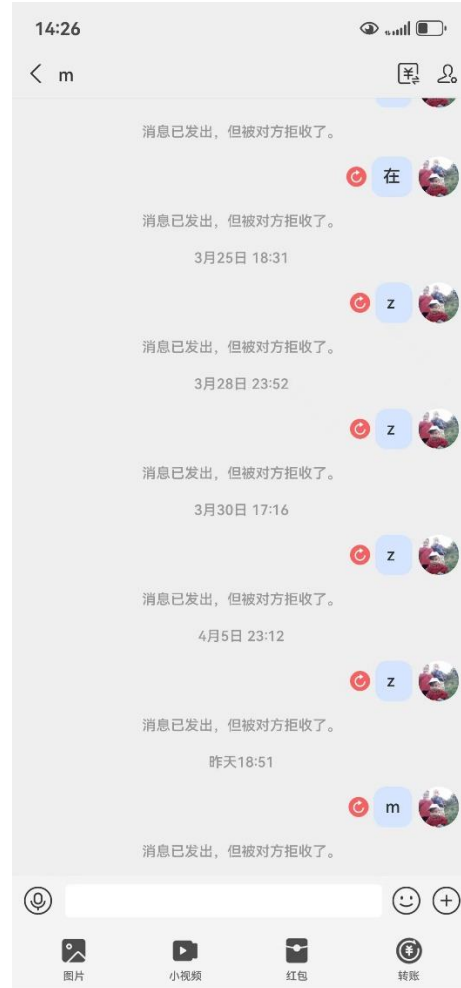 14:26
m
消息已发出，但被对方拒收了。
在
消息已发出，但被对方拒收了。
3月25日 18:31
z
消息已发出，但被对方拒收了。
3月28日 23:52
z
消息已发出，但被对方拒收了。
3月30日 17:16
z
消息已发出，但被对方拒收了。
4月5日 23:12
z
消息已发出，但被对方拒收了。
昨天18:51
m
消息已发出，但被对方拒收了。
图片 小视频 红包 转账